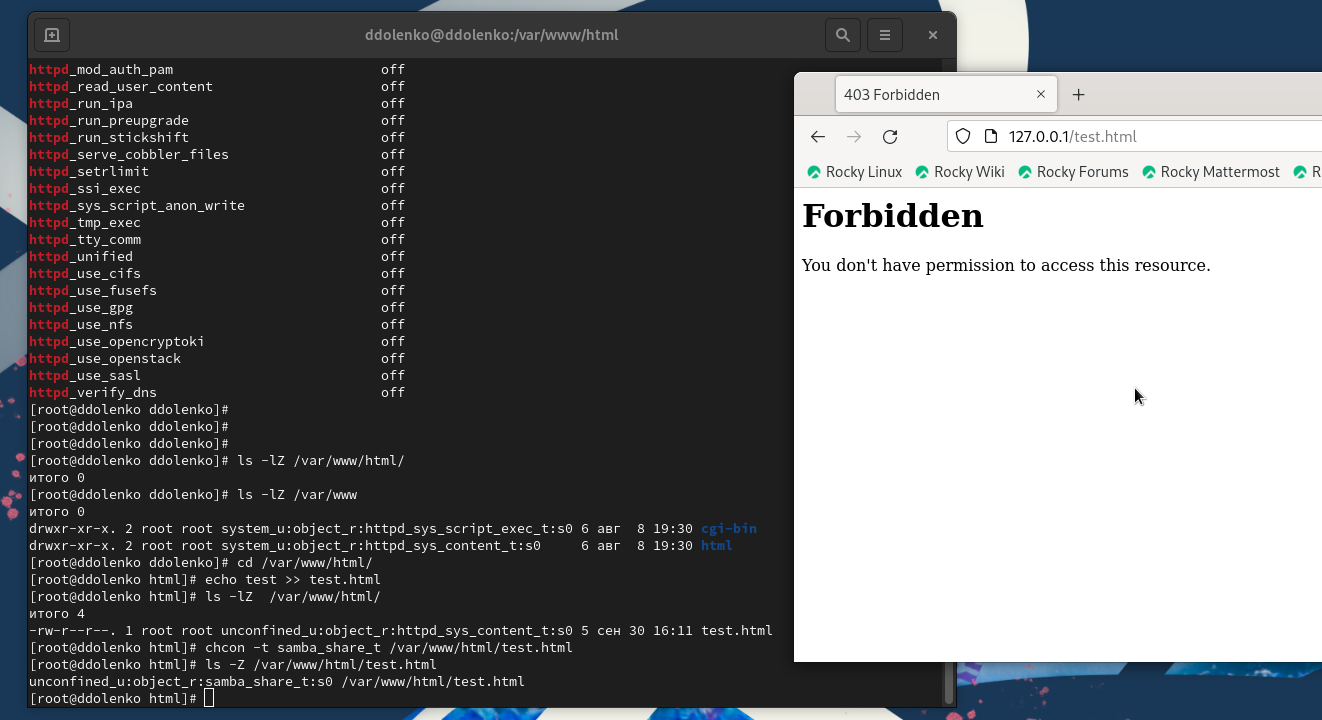 ddolenko@ddolenko:/var/www/html
httpd_mod_auth_pam                          off
httpd_read_user_content                     off
httpd_run_ipa                               off
httpd_run_preupgrade                        off
httpd_run_stickshift                        off
httpd_serve_cobbler_files                   off
httpd_setrlimit                             off
httpd_ssi_exec                              off
httpd_sys_script_anon_write                 off
httpd_tmp_exec                              off
httpd_tty_comm                              off
httpd_unified                               off
httpd_use_cifs                              off
httpd_use_fusefs                            off
httpd_use_gpg                               off
httpd_use_nfs                               off
httpd_use_opencryptoki                      off
httpd_use_openstack                         off
httpd_use_sasl                              off
httpd_verify_dns                            off
[root@ddolenko ddolenko]#
[root@ddolenko ddolenko]#
[root@ddolenko ddolenko]#
[root@ddolenko ddolenko]# ls -lZ /var/www/html/
итого 0
[root@ddolenko ddolenko]# ls -lZ /var/www
итого 0
drwxr-xr-x. 2 root root system_u:object_r:httpd_sys_script_exec_t:s0 6 авг  8 19:30 cgi-bin
drwxr-xr-x. 2 root root system_u:object_r:httpd_sys_content_t:s0     6 авг  8 19:30 html
[root@ddolenko ddolenko]# cd /var/www/html/
[root@ddolenko html]# echo test >> test.html
[root@ddolenko html]# ls -lZ  /var/www/html/
итого 4
-rw-r--r--. 1 root root unconfined_u:object_r:httpd_sys_content_t:s0 5 сен 30 16:11 test.html
[root@ddolenko html]# chcon -t samba_share_t /var/www/html/test.html
[root@ddolenko html]# ls -Z /var/www/html/test.html
unconfined_u:object_r:samba_share_t:s0 /var/www/html/test.html
[root@ddolenko html]#
403 Forbidden
127.0.0.1/test.html
Rocky Linux Rocky Wiki Rocky Forums Rocky Mattermost R
Forbidden
You don't have permission to access this resource.